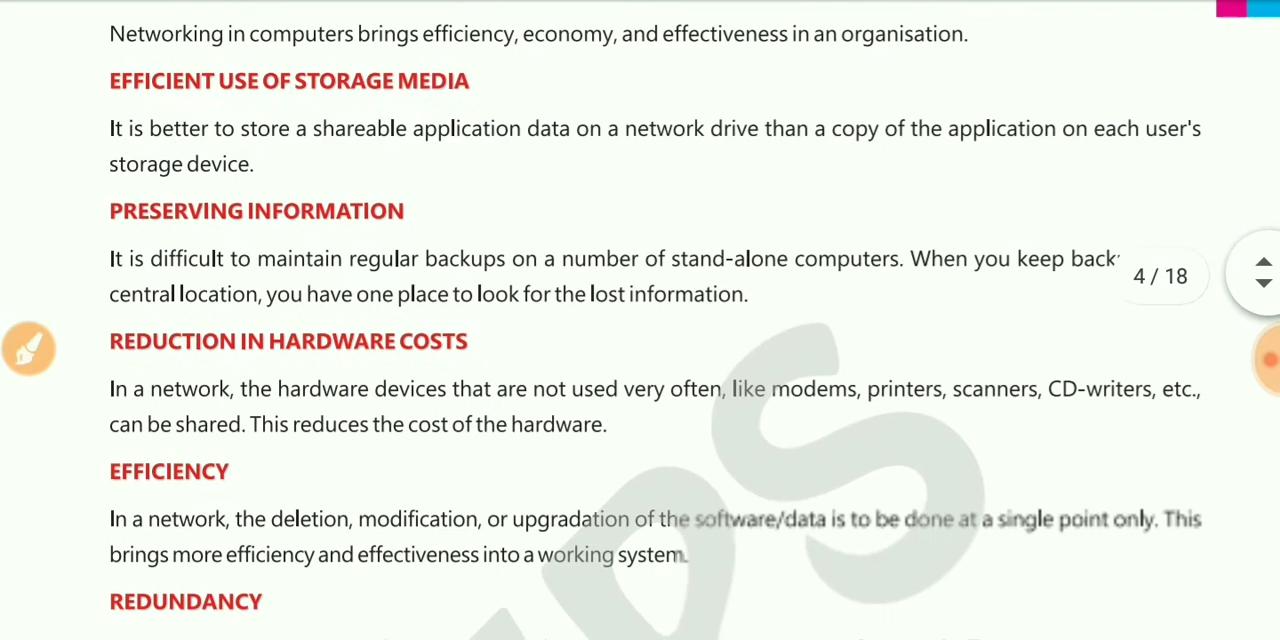 Networking in computers brings efficiency, economy, and effectiveness in an organisation.
EFFICIENT USE OF STORAGE MEDIA
It is better to store a shareable application data on a network drive than a copy of the application on each user's
storage device.
PRESERVING INFORMATION
It is difficult to maintain regular backups on a number of stand-alone computers. When you keep back
4 / 18
central location, you have one place to look for the lost information.
REDUCTION IN HARDWARE COSTS
In a network, the hardware devices that are not used very often, like modems, printers, scanners, CD-writers, etc.,
can be shared. This reduces the cost of the hardware.
EFFICIENCY
In a network, the deletion, modification, or upgradation of the software/data is to be done at a single point only. This
brings more efficiency and effectiveness into a working system.
REDUNDANCY